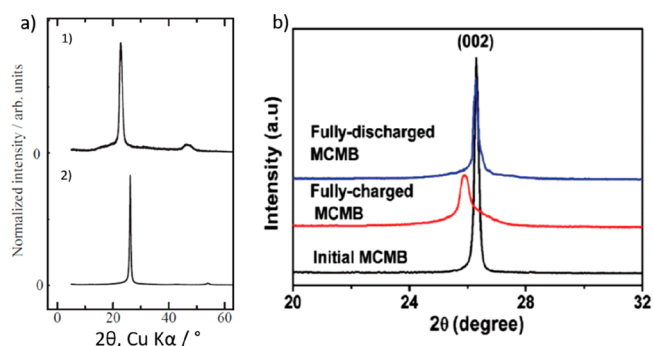 a)
1)
0
2)
0
0
20
40
60
Normalized intensity / arb. units
2θ, Cu Kα / °
b)
(002)
Fully-discharged
MCMB
Fully-charged
MCMB
Initial MCMB
Intensity (a.u)
20
24
26
28
32
2θ (degree)